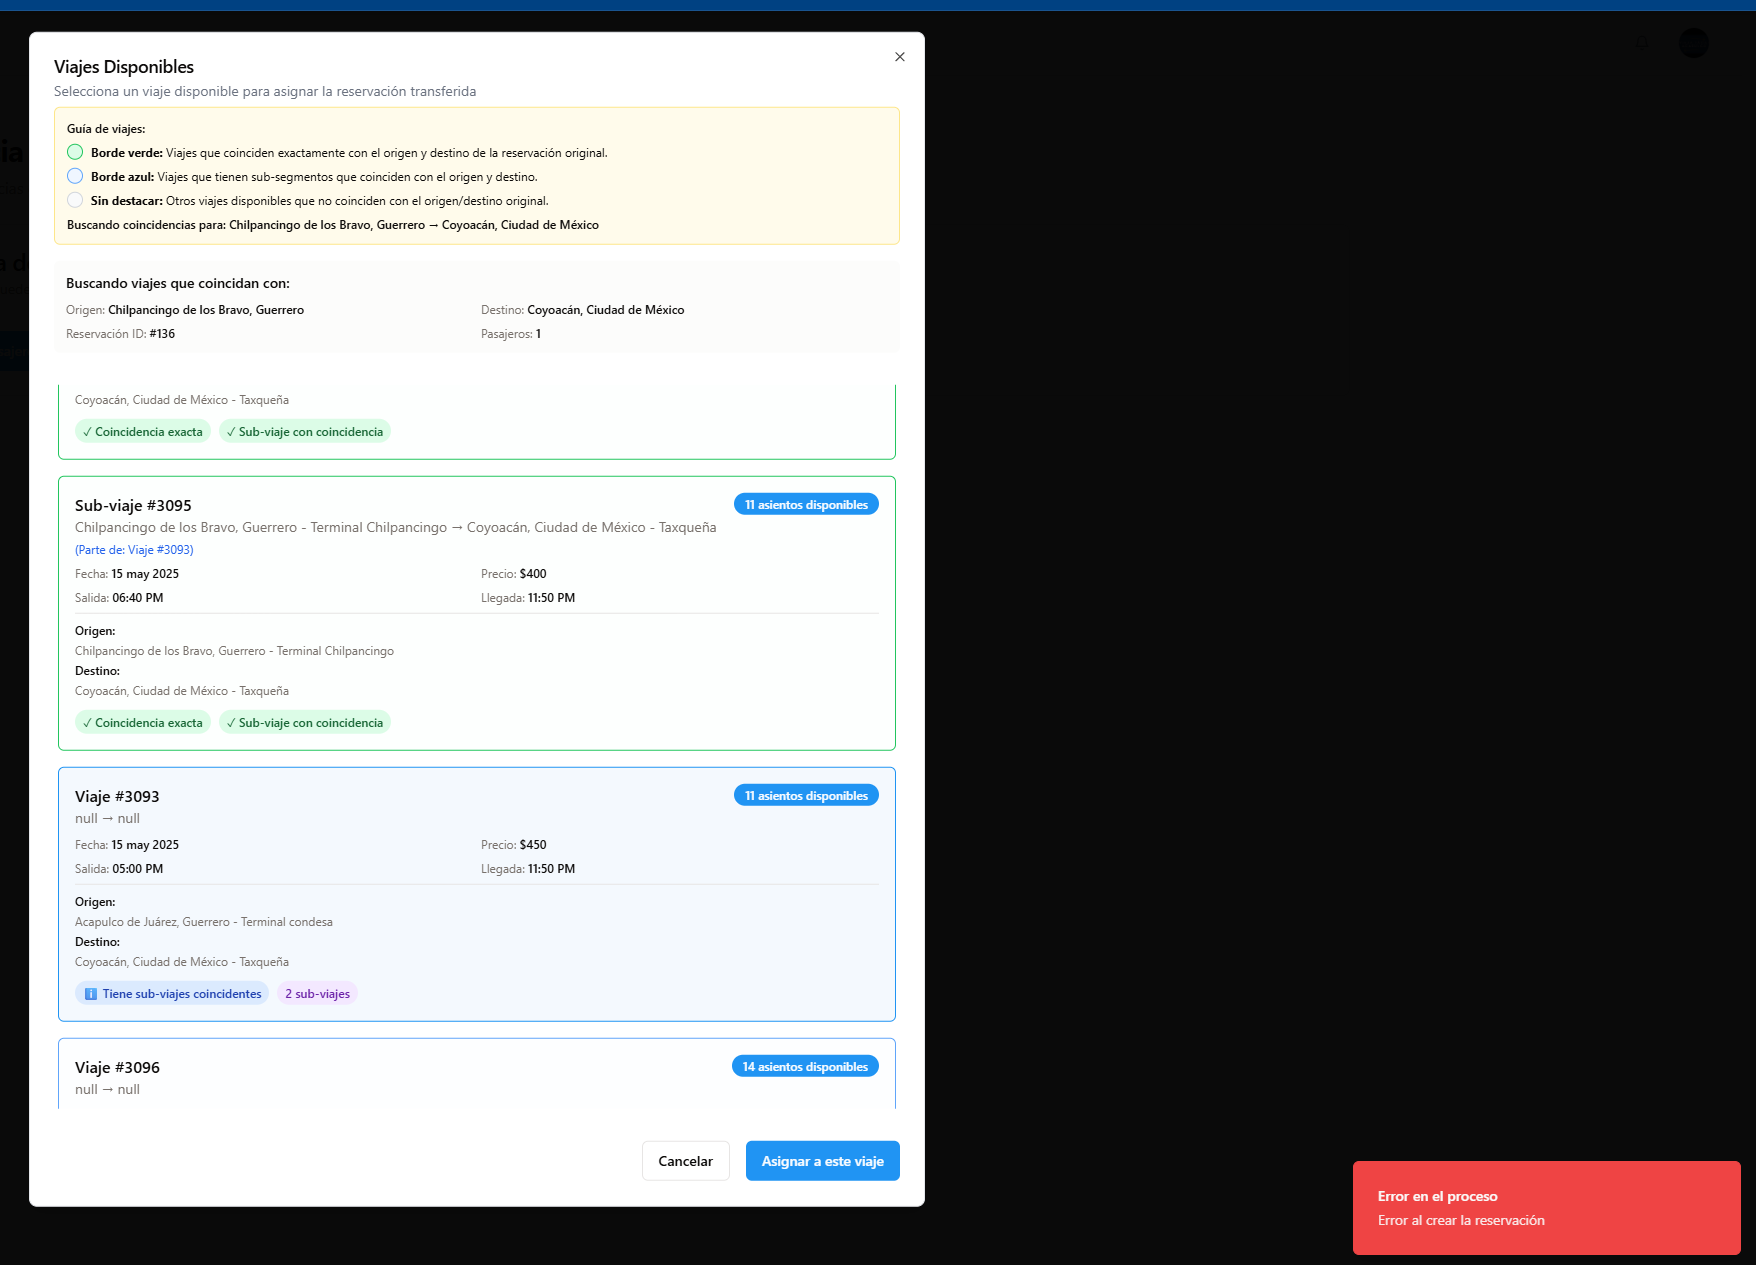 Viajes Disponibles
Selecciona un viaje disponible para asignar la reservación transferida
Guía de viajes:
Borde verde: Viajes que coinciden exactamente con el origen y destino de la reservación original.
Borde azul: Viajes que tienen sub-segmentos que coinciden con el origen y destino.
Sin destacar: Otros viajes disponibles que no coinciden con el origen/destino original.
Buscando coincidencias para: Chilpancingo de los Bravo, Guerrero → Coyoacán, Ciudad de México
Buscando viajes que coincidan con:
Origen: Chilpancingo de los Bravo, Guerrero
Destino: Coyoacán, Ciudad de México
Reservación ID: #136
Pasajeros: 1
Coyoacán, Ciudad de México - Taxqueña
✓ Coincidencia exacta
✓ Sub-viaje con coincidencia
Sub-viaje #3095
11 asientos disponibles
Chilpancingo de los Bravo, Guerrero - Terminal Chilpancingo → Coyoacán, Ciudad de México - Taxqueña
(Parte de: Viaje #3093)
Fecha: 15 may 2025
Precio: $400
Salida: 06:40 PM
Llegada: 11:50 PM
Origen:
Chilpancingo de los Bravo, Guerrero - Terminal Chilpancingo
Destino:
Coyoacán, Ciudad de México - Taxqueña
✓ Coincidencia exacta
✓ Sub-viaje con coincidencia
Viaje #3093
11 asientos disponibles
null → null
Fecha: 15 may 2025
Precio: $450
Salida: 05:00 PM
Llegada: 11:50 PM
Origen:
Acapulco de Juárez, Guerrero - Terminal condesa
Destino:
Coyoacán, Ciudad de México - Taxqueña
ℹ Tiene sub-viajes coincidentes
2 sub-viajes
Viaje #3096
14 asientos disponibles
null → null
Cancelar
Asignar a este viaje
Error en el proceso
Error al crear la reservación